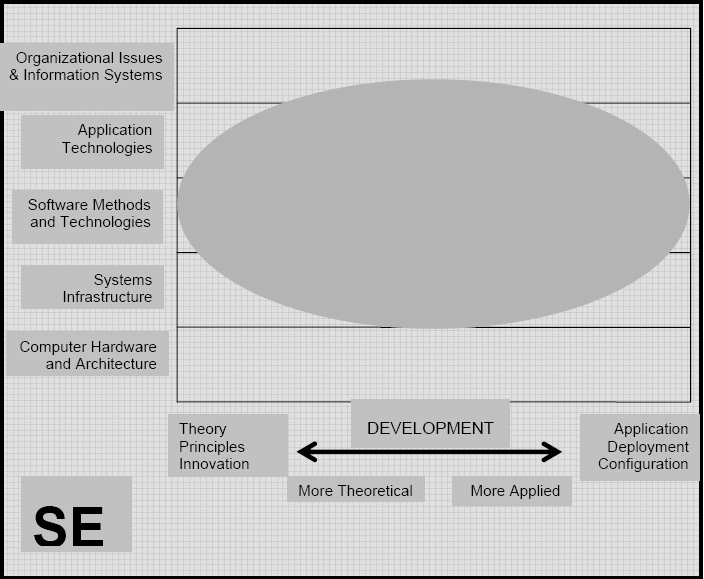 Organizational Issues
& Information Systems
Application
Technologies
Software Methods
and Technologies
Systems
Infrastructure
Computer Hardware
and Architecture
Theory
Principles
Innovation
DEVELOPMENT
Application
Deployment
Configuration
More Theoretical
More Applied
SE